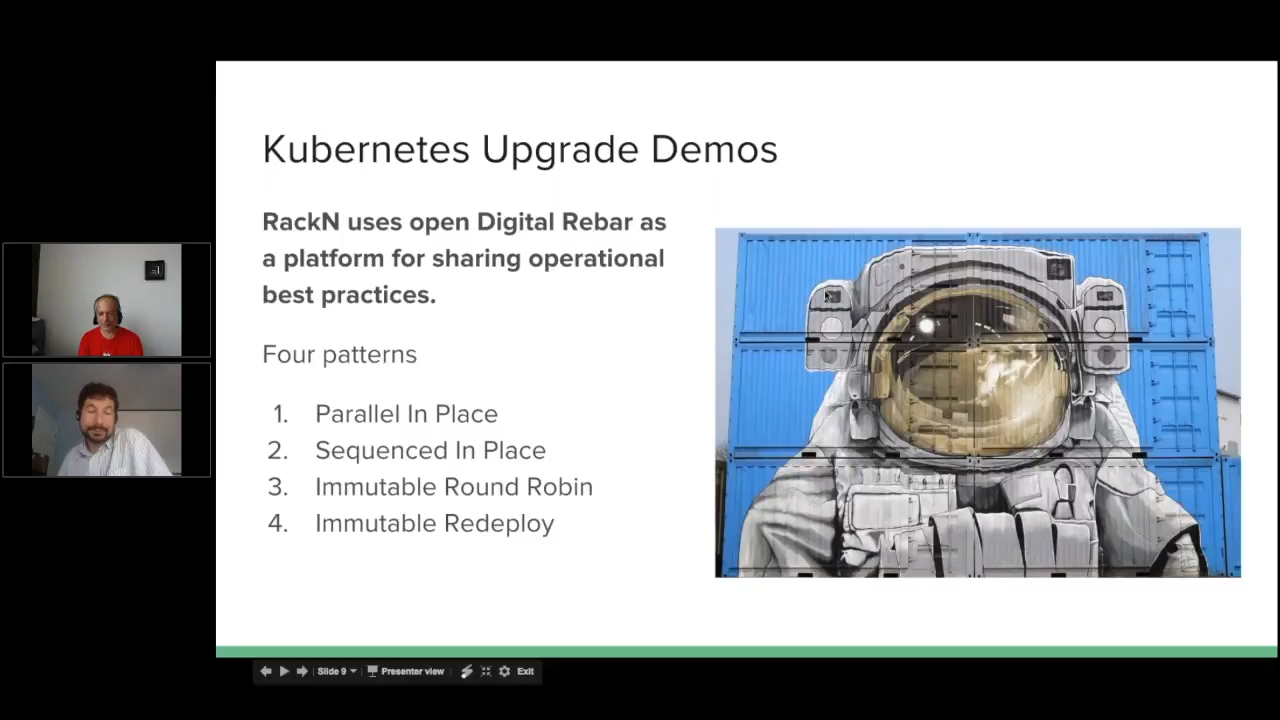 Kubernetes Upgrade Demos
RackN uses open Digital Rebar as
a platform for sharing operational
best practices.
Four patterns
1. Parallel In Place
2. Sequenced In Place
3. Immutable Round Robin
4. Immutable Redeploy
Slide 9
Presenter view
Exit